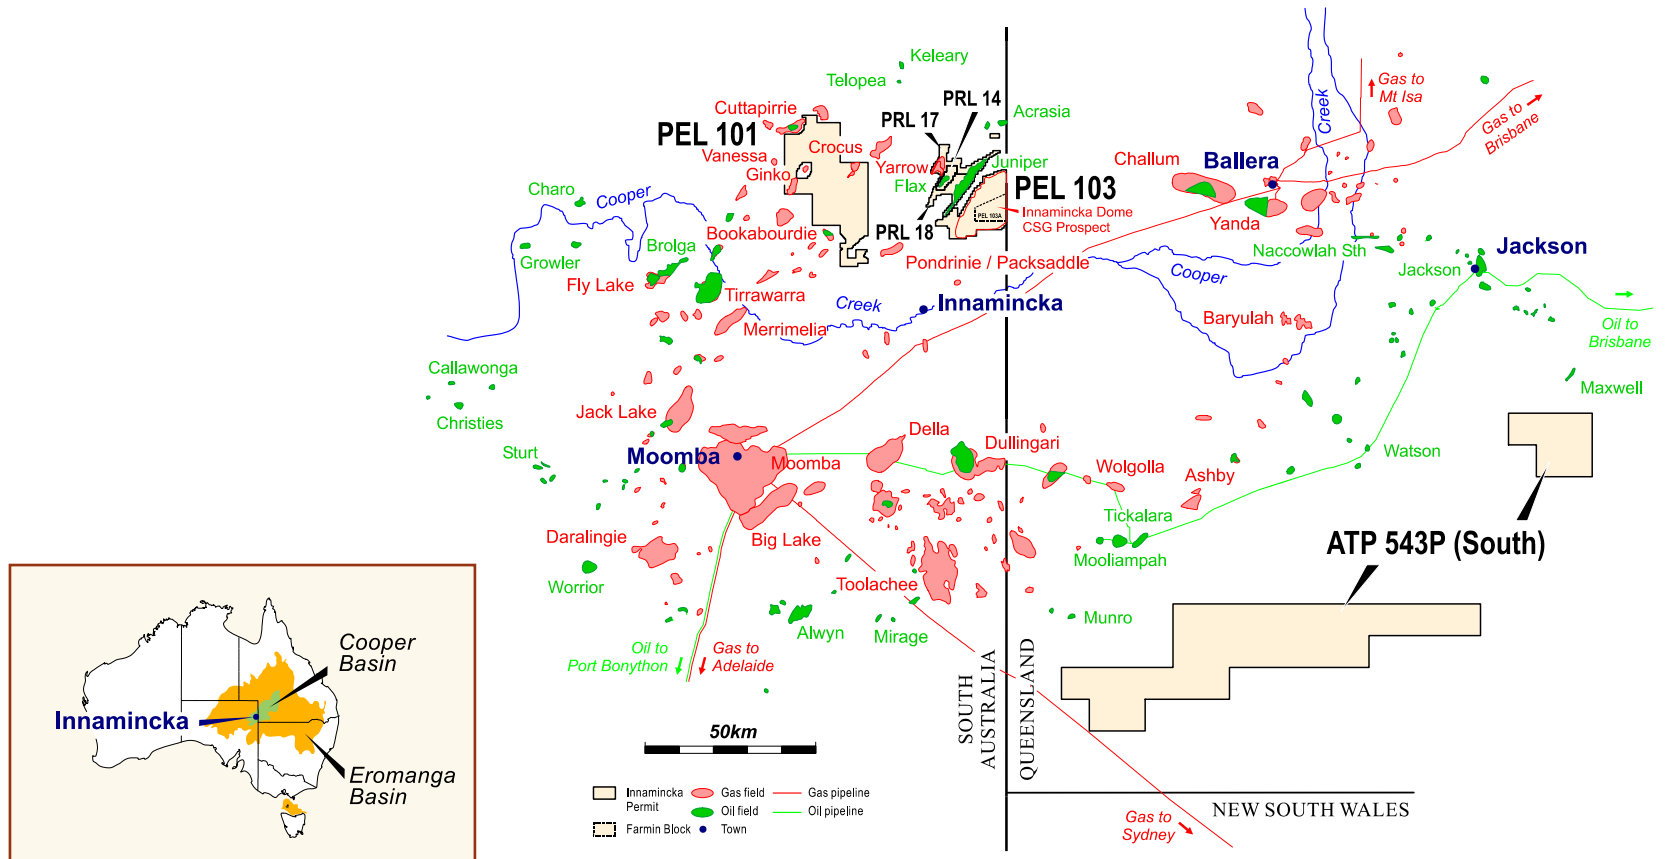 Keleary
Telopea
Gas to
Mt Isa
Creek
Gas to
Brisbane
Cuttapirrie
PRL 14
PRL 17
Acrasia
PEL 101
Crocus
Vanessa
Ginko
Yarrow
Juniper
Flax
Challum
Ballera
PEL 103
PEL 103A
Innamincka Dome
CSG Prospect
Charo
Cooper
Yanda
Bookabourdie
PRL 18
Brolga
Growler
Naccowlah Sth
Jackson
Pondrinie / Packsaddle
Cooper
Jackson
Fly Lake
Tirrawarra
Creek
Innamincka
Merrimelia
Baryulah
Oil to
Brisbane
Callawonga
Maxwell
Christies
Jack Lake
Della
Dullingari
Sturt
Moomba
Moomba
Wolgolla
Ashby
Watson
Tickalara
Daralingie
Big Lake
Mooliampah
ATP 543P (South)
Worrior
Toolachee
Alwyn
Mirage
Munro
Oil to
Port Bonython
Gas to
Adelaide
SOUTH
AUSTRALIA
QUEENSLAND
NEW SOUTH WALES
Gas to
Sydney
50km
Innamincka
Permit
Gas field
Gas pipeline
Oil field
Oil pipeline
Farmin Block
Town
Cooper
Basin
Innamincka
Eromanga
Basin